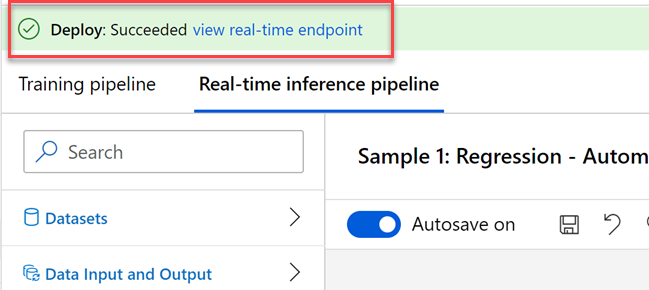 Deploy: Succeeded view real-time endpoint
Training pipeline Real-time inference pipeline
Search
Sample 1: Regression - Autom
Datasets
Autosave on
Data Input and Output